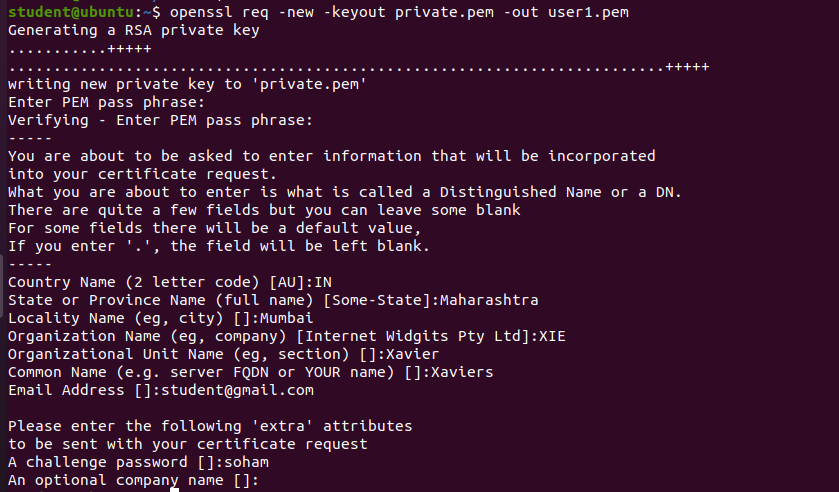 student@ubuntu:~$ openssl req -new -keyout private.pem -out user1.pem
Generating a RSA private key
...........+++++
.........................................................................+++++
writing new private key to 'private.pem'
Enter PEM pass phrase:
Verifying - Enter PEM pass phrase:
-----
You are about to be asked to enter information that will be incorporated
into your certificate request.
What you are about to enter is what is called a Distinguished Name or a DN.
There are quite a few fields but you can leave some blank
For some fields there will be a default value,
If you enter '.', the field will be left blank.
-----
Country Name (2 letter code) [AU]:IN
State or Province Name (full name) [Some-State]:Maharashtra
Locality Name (eg, city) []:Mumbai
Organization Name (eg, company) [Internet Widgits Pty Ltd]:XIE
Organizational Unit Name (eg, section) []:Xavier
Common Name (e.g. server FQDN or YOUR name) []:Xaviers
Email Address []:student@gmail.com

Please enter the following 'extra' attributes
to be sent with your certificate request
A challenge password []:soham
An optional company name []: